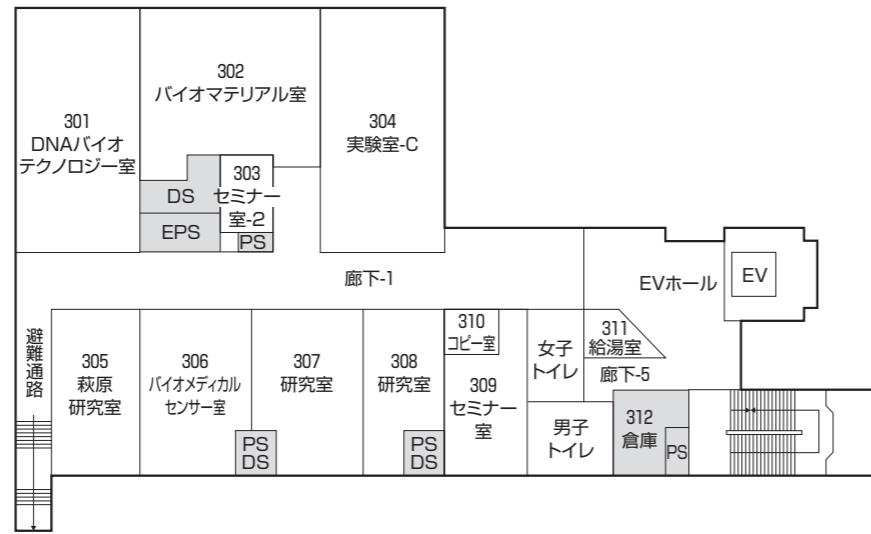 301
DNAバイオ
テクノロジー室
302
バイオマテリアル室
304
実験室-C
DS
EPS
303
セミナー
室-2
PS
廊下-1
EVホール
EV
避難通路
305
萩原
研究室
306
バイオメディカル
センサー室
307
研究室
308
研究室
PS
DS
PS
DS
310
コピー室
309
セミナー
室
女子
トイレ
男子
トイレ
311
給湯室
廊下-5
312
倉庫
PS